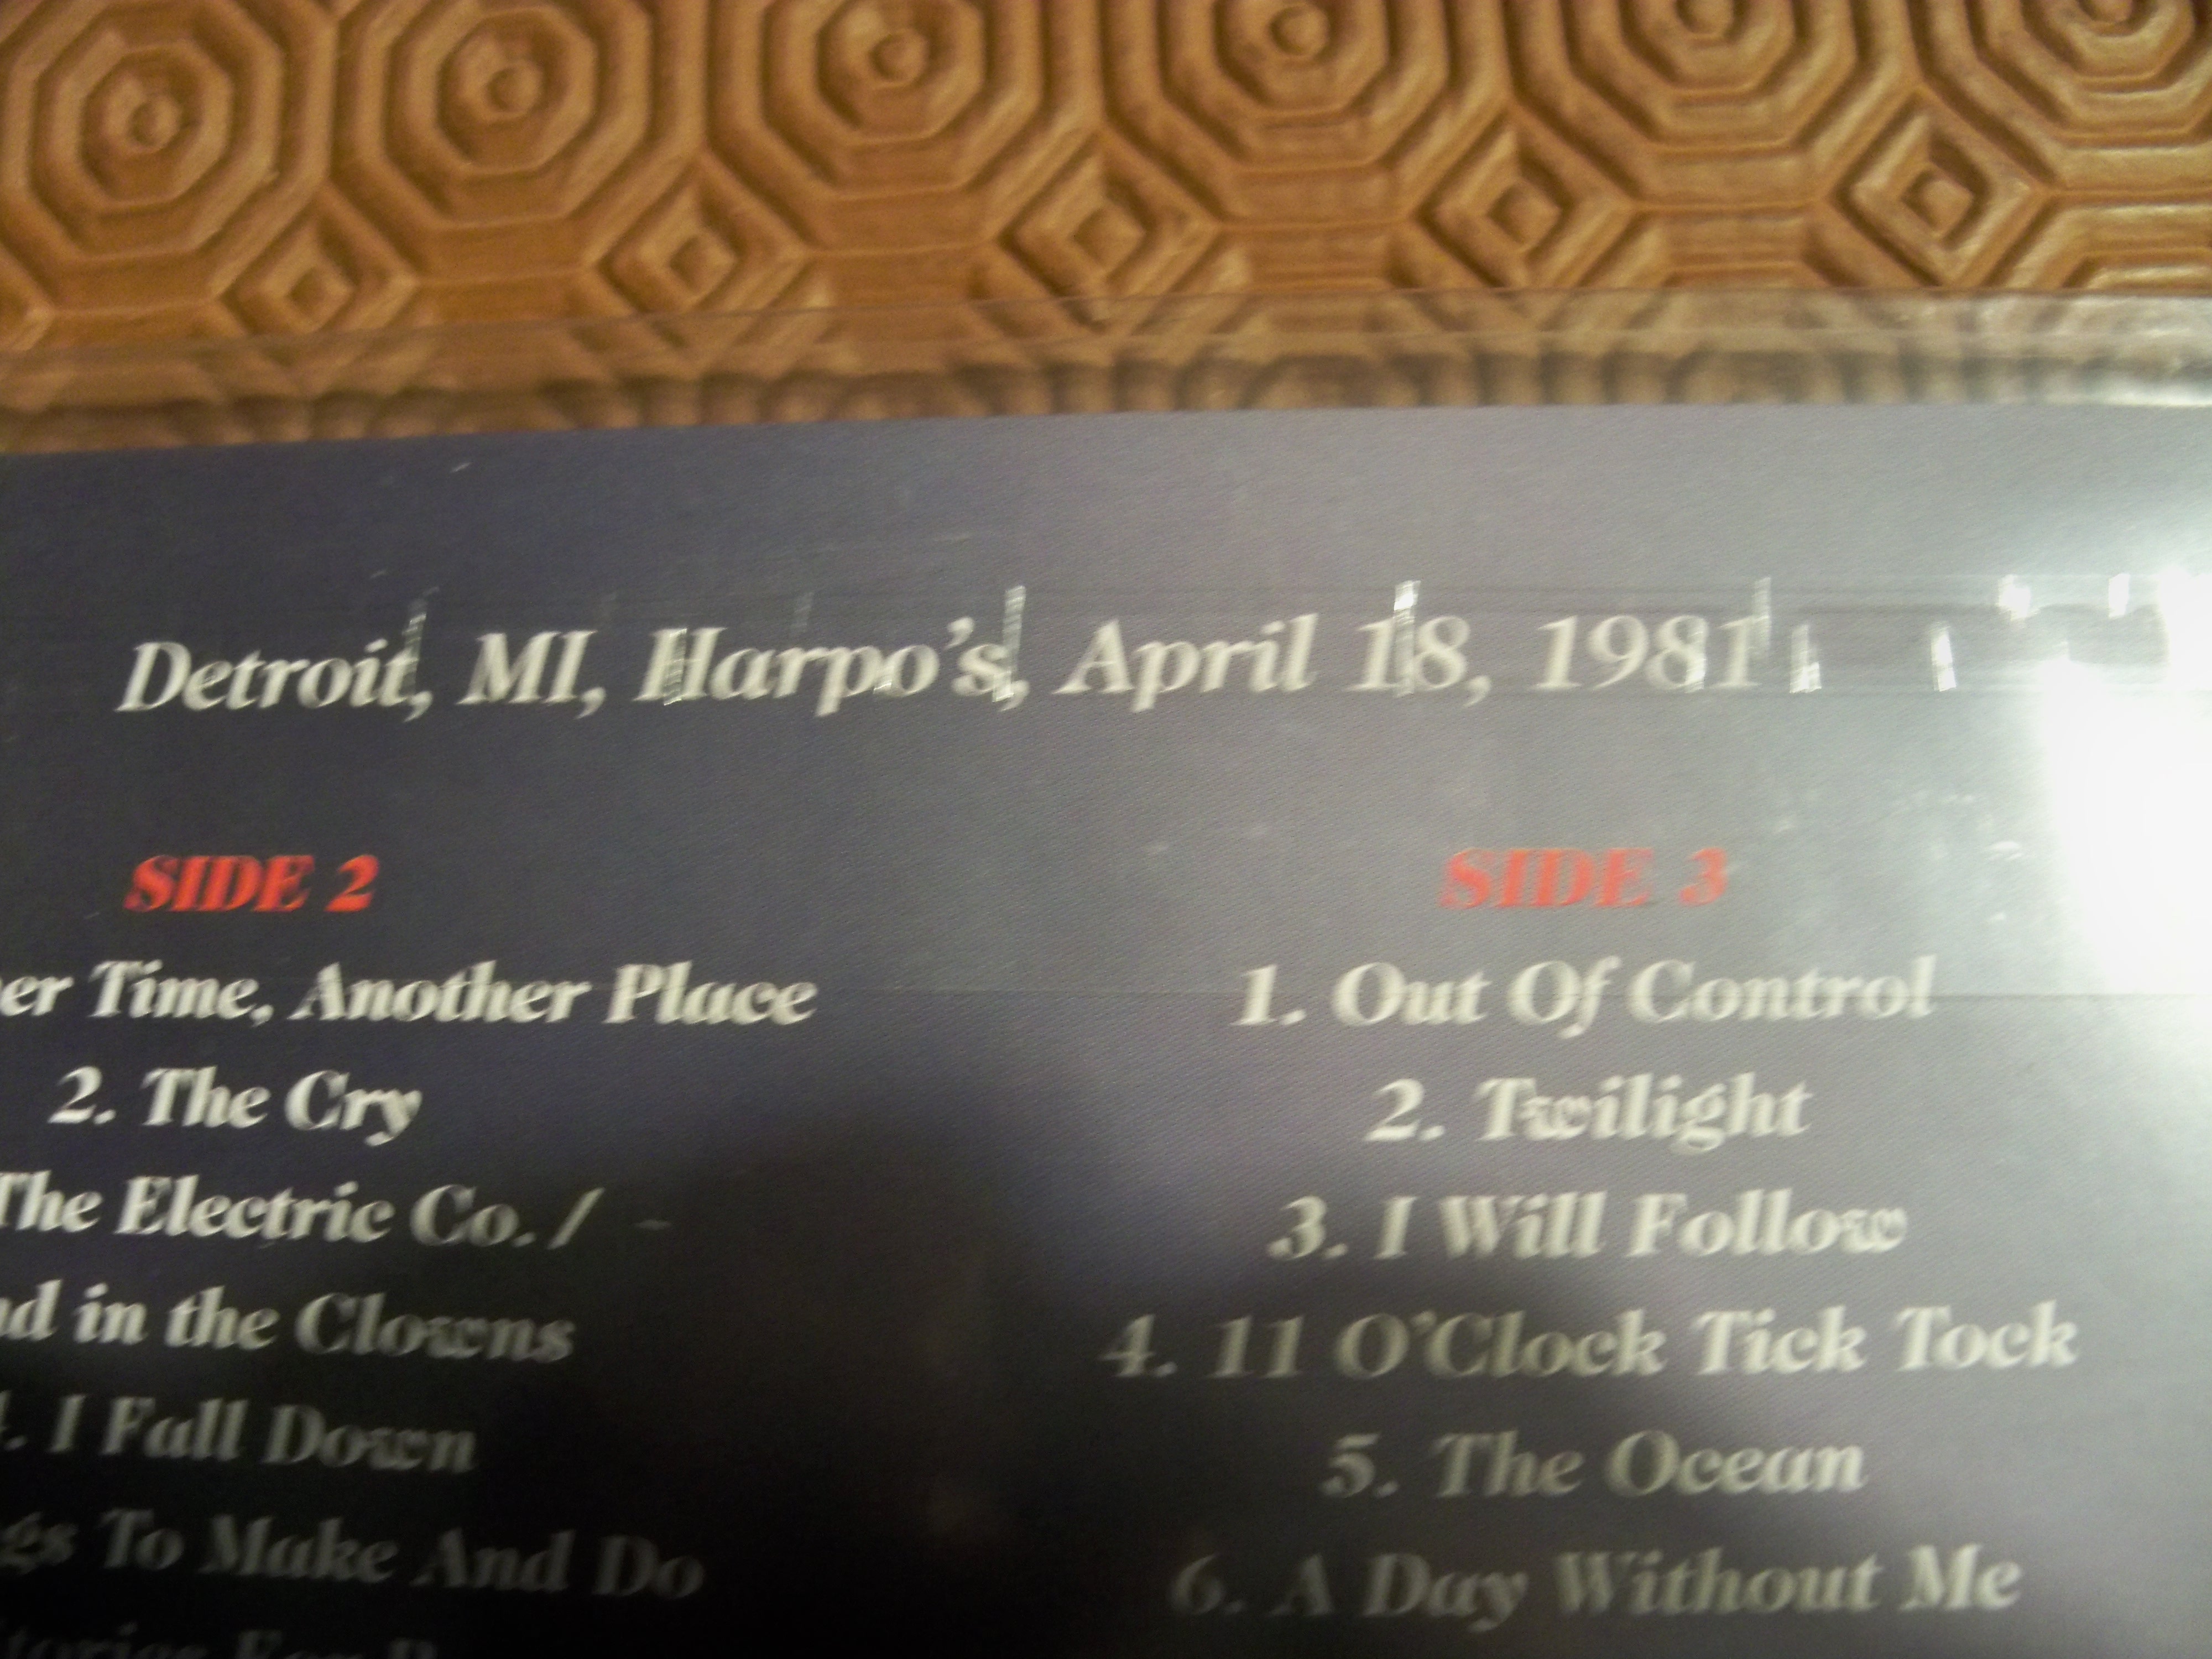 Detroit, MI, Harpo's, April 18, 1981
SIDE 2
er Time, Another Place
2. The Cry
The Electric Co. /
nd in the Clowns
. I Fall Down
gs To Make And Do
SIDE 3
1. Out Of Control
2. Twilight
3. I Will Follow
4. 11 O'Clock Tick Tock
5. The Ocean
6. A Day Without Me